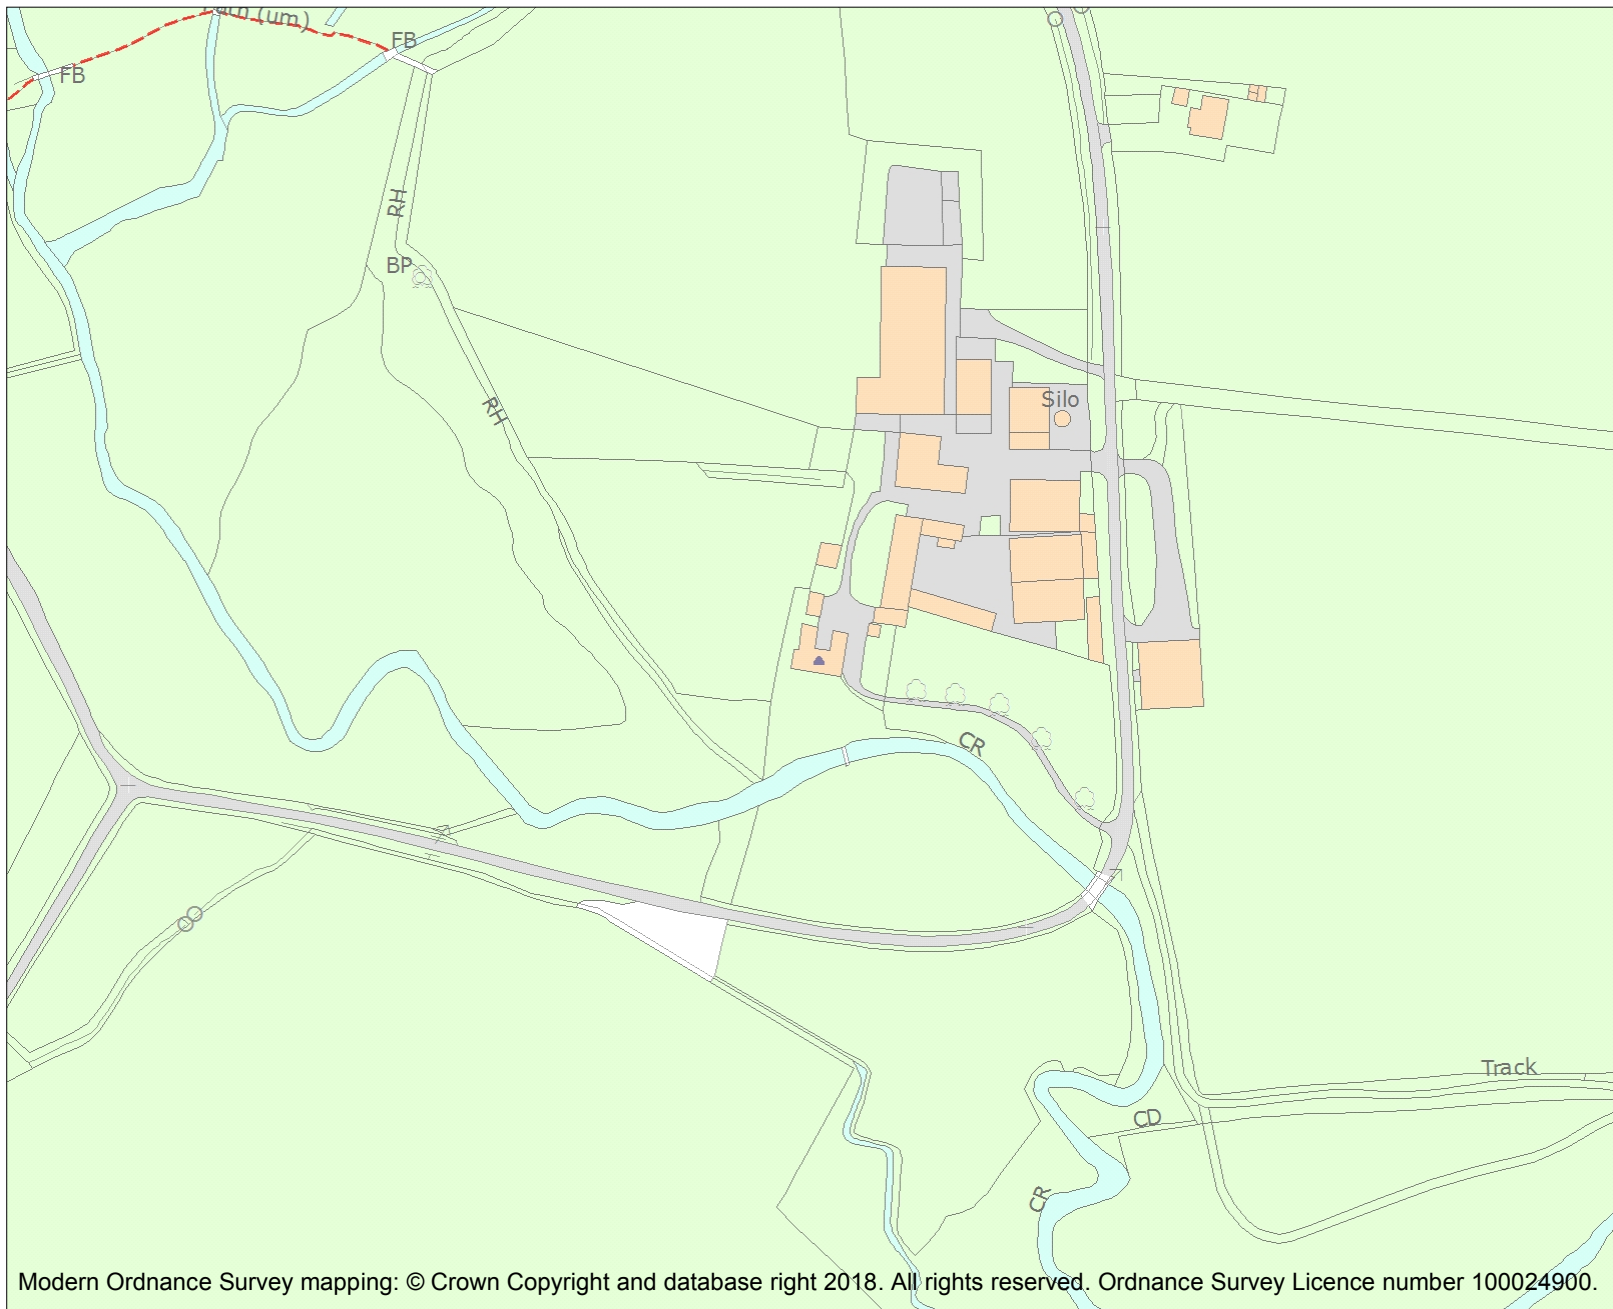 (um)
FB
FB
RH
BP
RH
Silo
CR
Track
CD
CR
Modern Ordnance Survey mapping: © Crown Copyright and database right 2018. All rights reserved. Ordnance Survey Licence number 100024900.